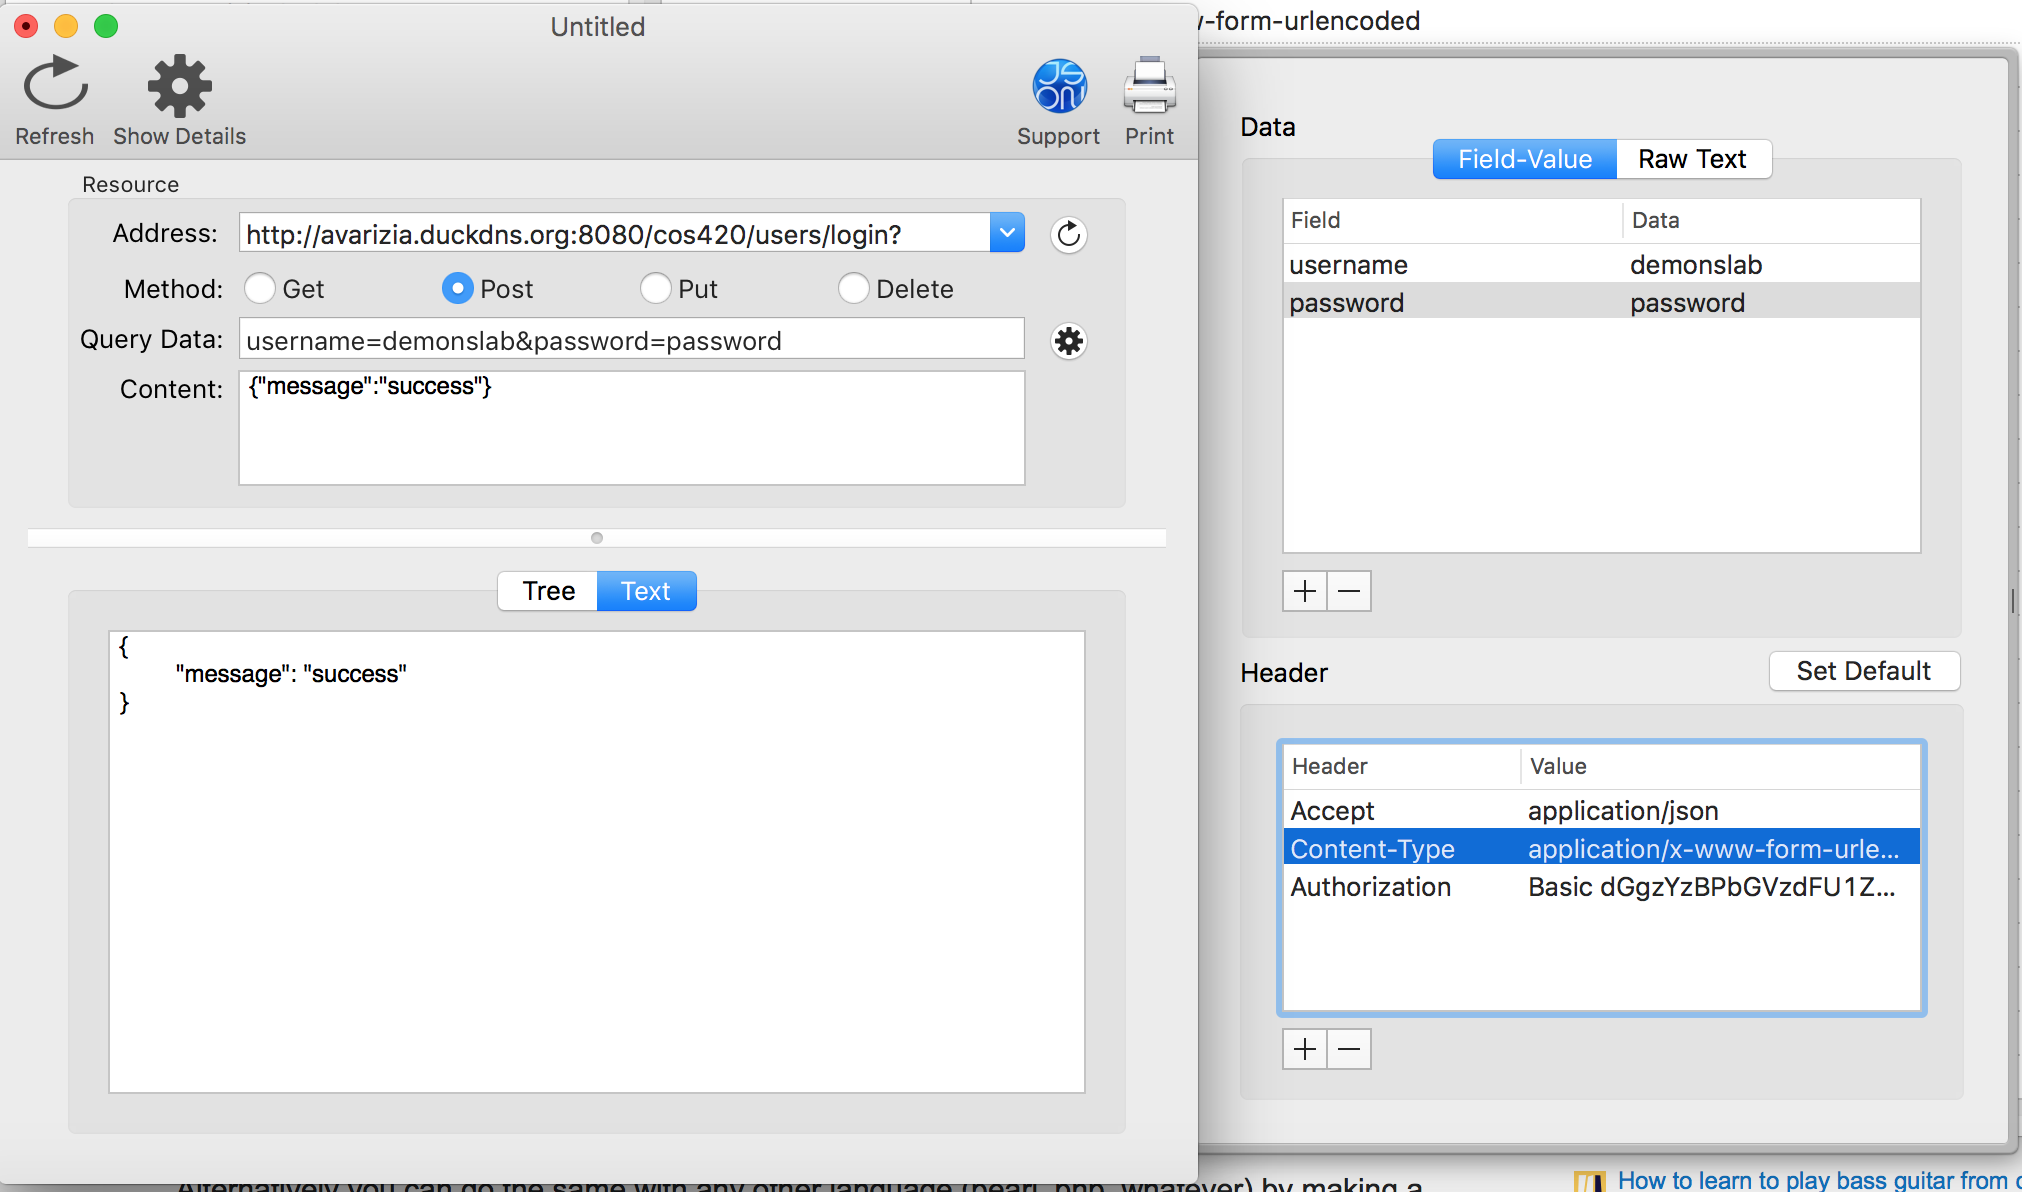 Untitled
-form-urlencoded
Refresh
Show Details
Support
Print
Resource
Address: http://avarizia.duckdns.org:8080/cos420/users/login?
Method: Get Post Put Delete
Query Data: username=demonslab&password=password
Content: {"message":"success"}
Tree Text
{
"message": "success"
}
Data
Field-Value Raw Text
Field Data
username demonslab
password password
Header Set Default
Header Value
Accept application/json
Content-Type application/x-www-form-urle...
Authorization Basic dGgzYzBPbGVzdFU1Z...
Alternatively you can do the same with any other language (pearl, php, whatever) by making a
How to learn to play bass guitar from